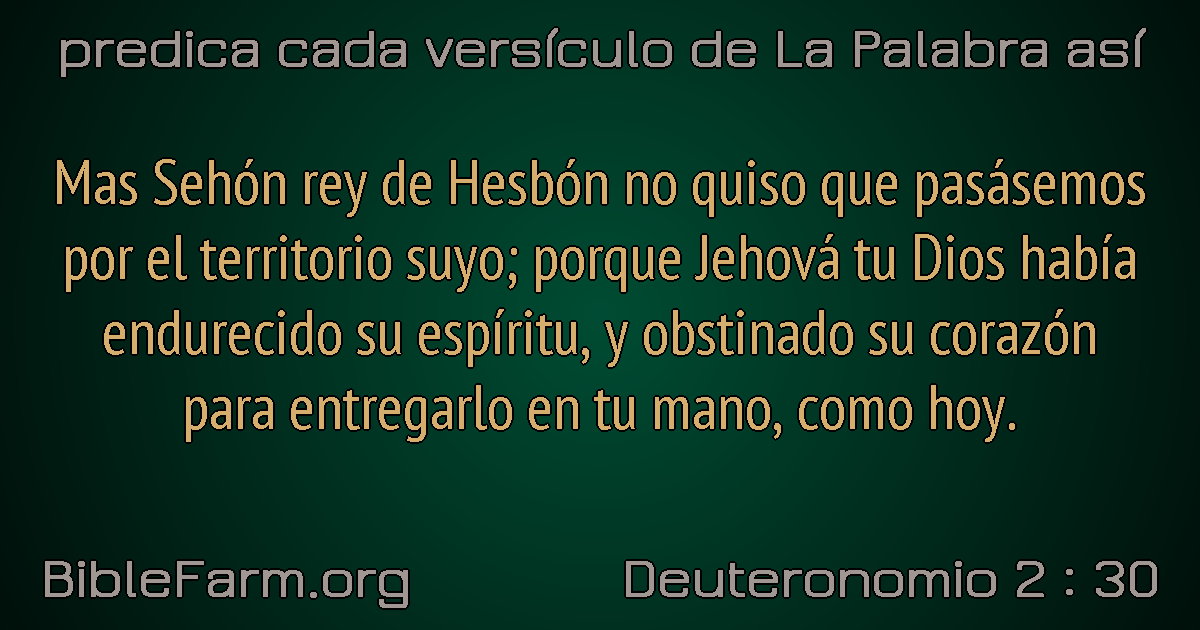 predica cada versículo de La Palabra así
Mas Sehón rey de Hesbón no quiso que pasásemos
por el territorio suyo; porque Jehová tu Dios había
endurecido su espíritu, y obstinado su corazón
para entregarlo en tu mano, como hoy.
BibleFarm.org
Deuteronomio 2 : 30